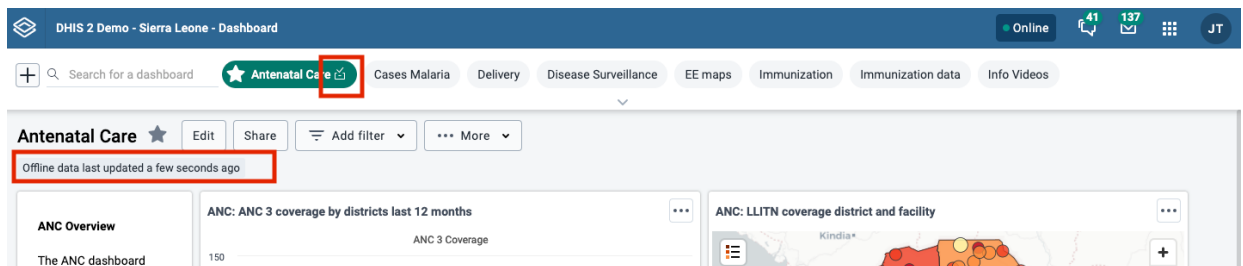 DHIS 2 Demo - Sierra Leone - Dashboard
Online
41
137
JT
Search for a dashboard
Antenatal Care
Cases Malaria
Delivery
Disease Surveillance
EE maps
Immunization
Immunization data
Info Videos
Antenatal Care
Edit
Share
Add filter
More
Offline data last updated a few seconds ago
ANC Overview
The ANC dashboard
ANC: ANC 3 coverage by districts last 12 months
ANC 3 Coverage
150
ANC: LLITN coverage district and facility
Kindia